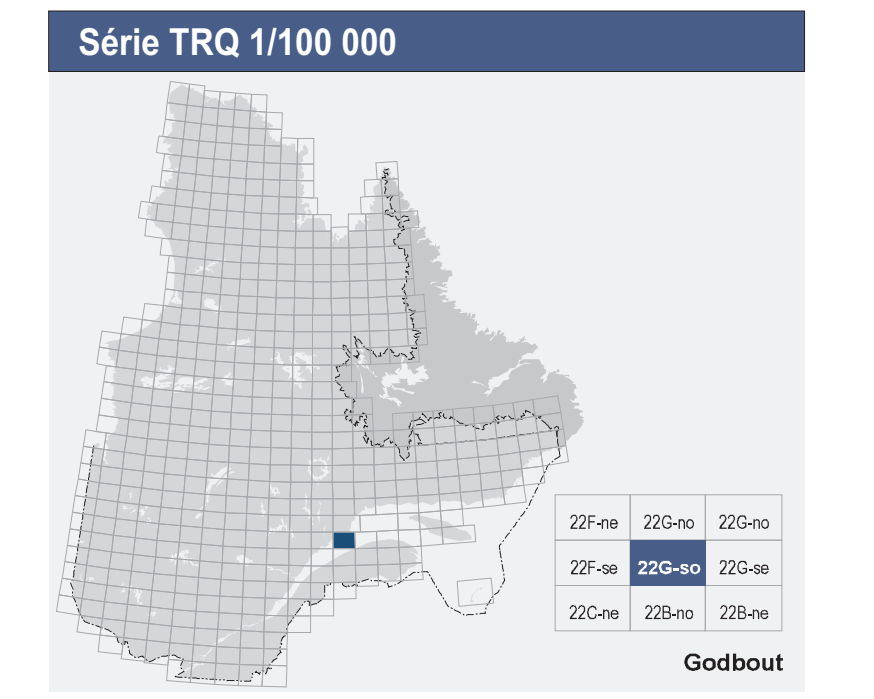 Série TRQ 1/100 000
22F-ne 22G-no 22G-no
22F-se 22G-so 22G-se
22C-ne 22B-no 22B-ne
Godbout